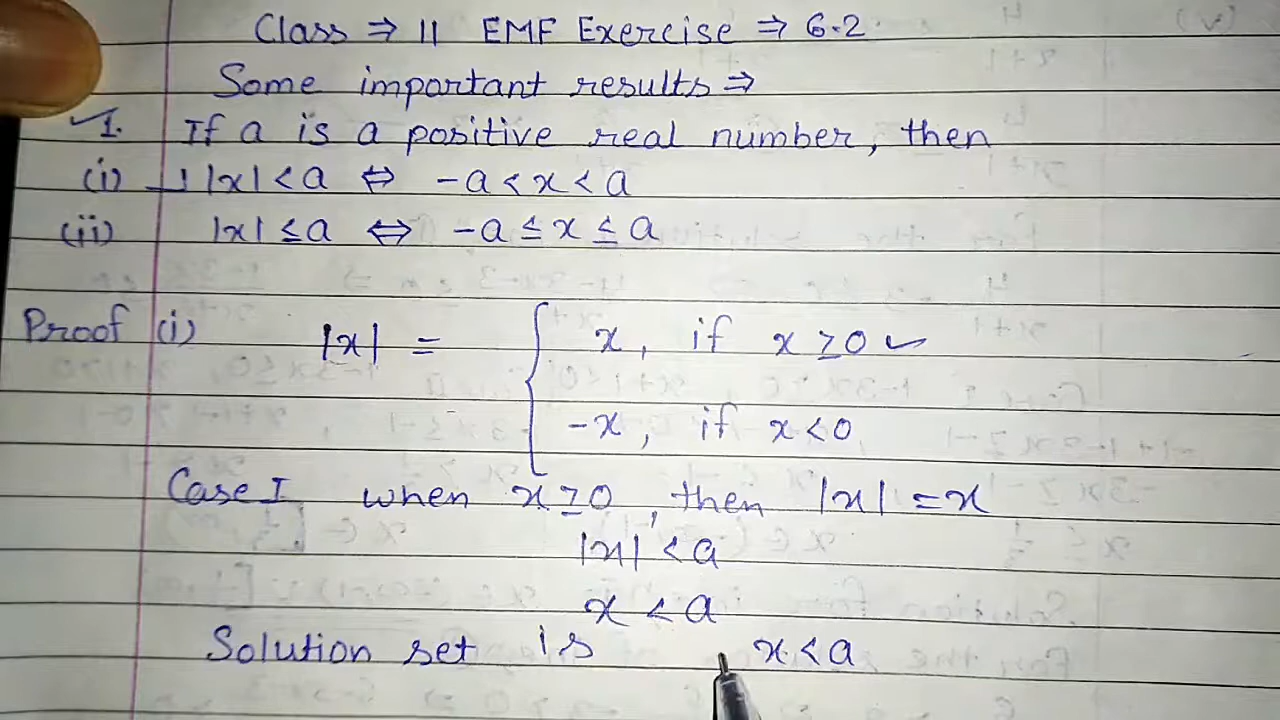 Class ⇒ 11 EMF Exercise ⇒ 6.2
Some important results ⇒
1. If a is a positive real number, then
(i) |x| < a ⇔ -a < x < a
(ii) |x| ≤ a ⇔ -a ≤ x ≤ a
Proof (i) |x| = { x, if x ≥ 0
-x, if x < 0
Case I when x ≥ 0, then |x| = x
|x| < a
x < a
Solution set is x < a